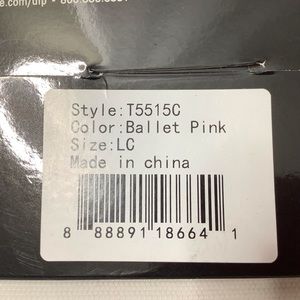 Style:T5515C
Color:Ballet Pink
Size:LC
Made in china
8 88891 18664 1